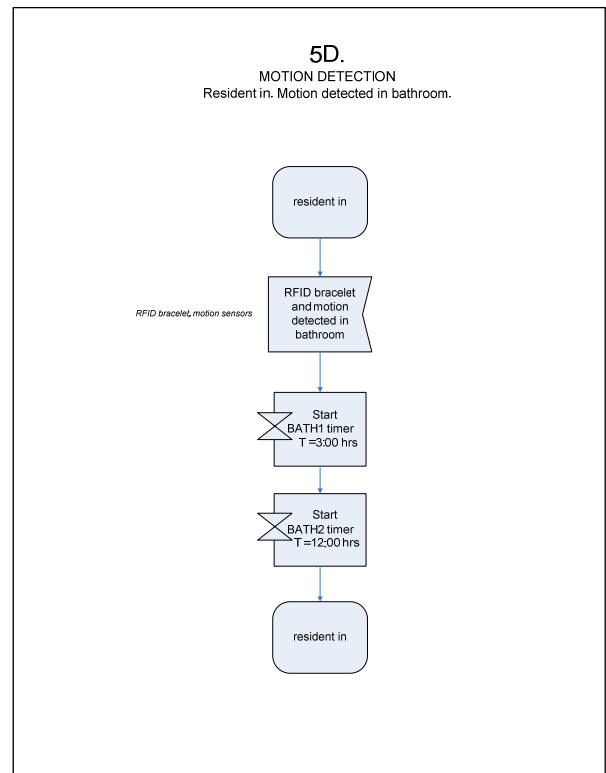 5D.
MOTION DETECTION
Resident in. Motion detected in bathroom.
resident in
RFID bracelet, motion sensors
RFID bracelet
and motion
detected in
bathroom
Start
BATH1 timer
T =3:00 hrs
Start
BATH2 timer
T =12:00 hrs
resident in